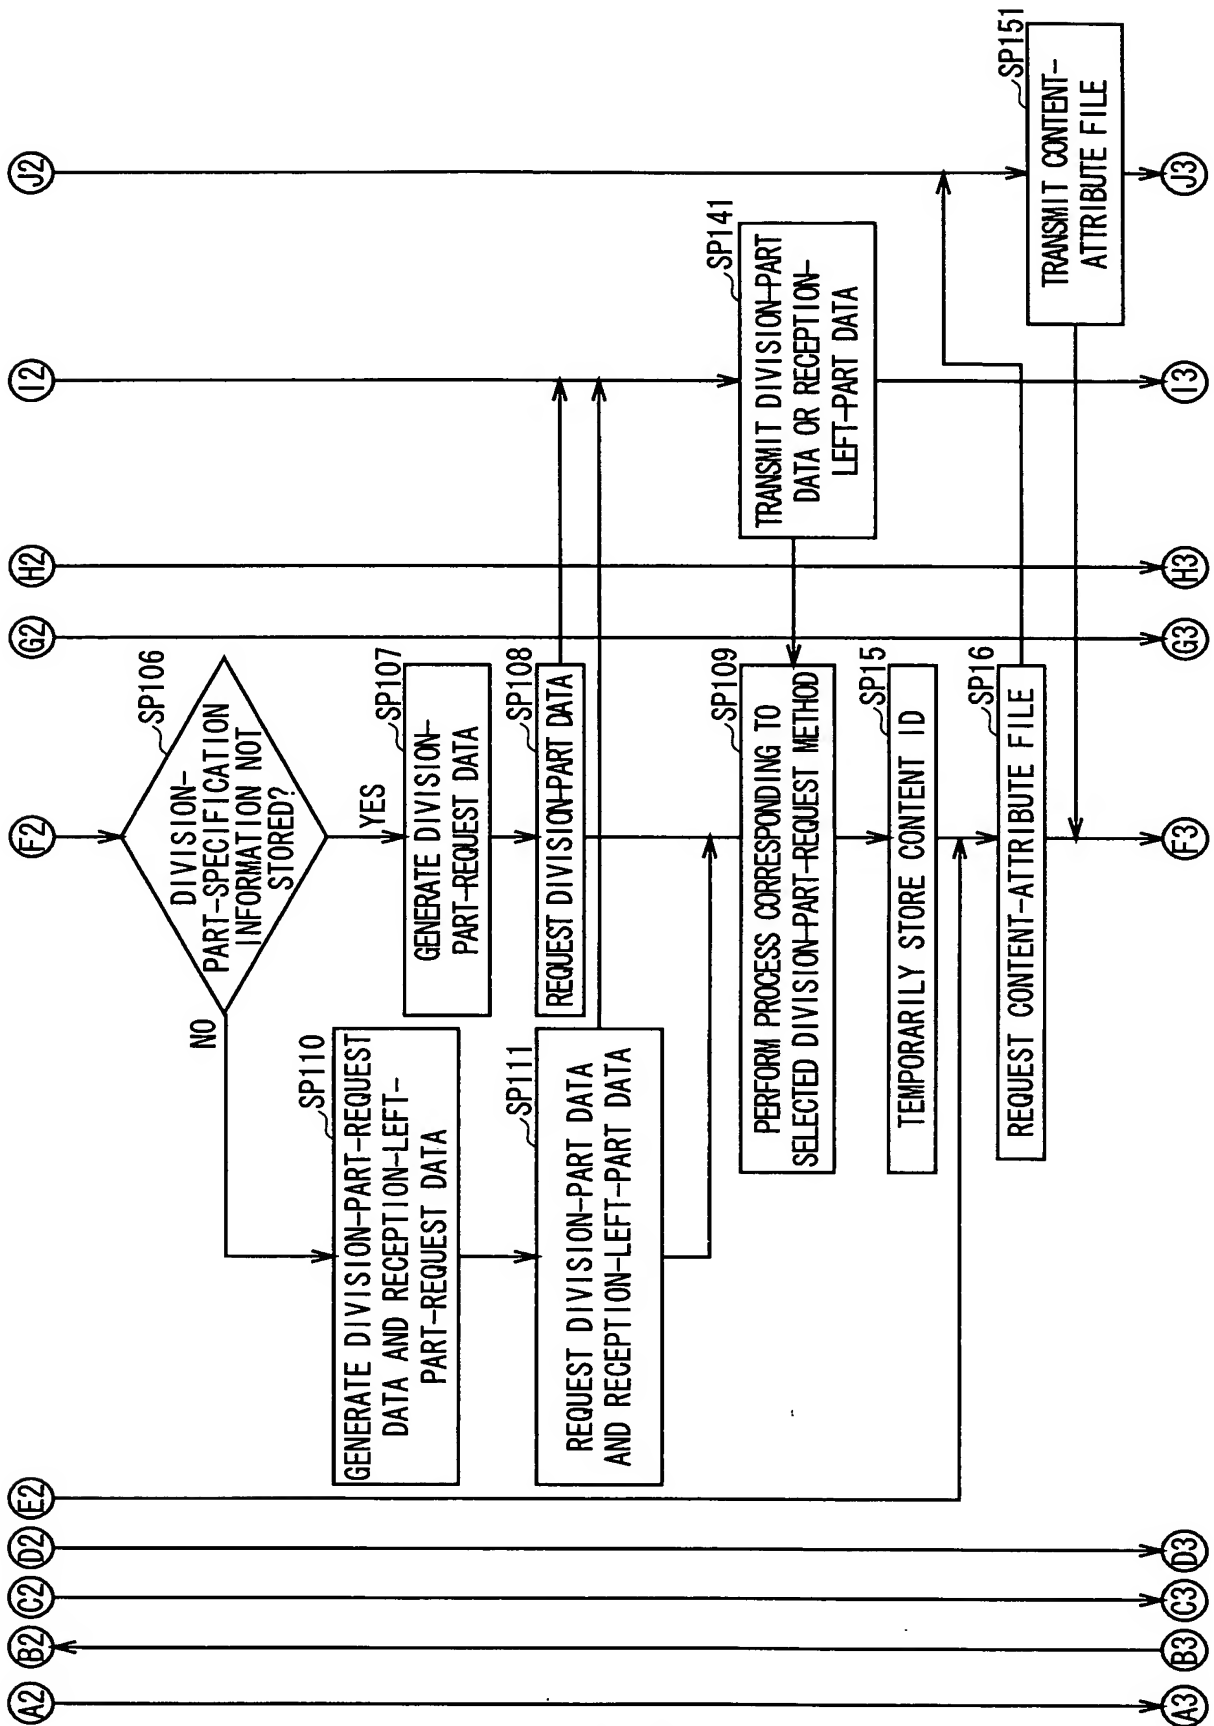 A2
B2
C2
D2
E2
F2
G2
H2
I2
J2
SP106
DIVISION-
PART-SPECIFICATION
INFORMATION NOT
STORED?
NO
YES
SP110
GENERATE DIVISION-PART-REQUEST
DATA AND RECEPTION-LEFT-
PART-REQUEST DATA
SP107
GENERATE DIVISION-
PART-REQUEST DATA
SP111
REQUEST DIVISION-PART DATA
AND RECEPTION-LEFT-PART DATA
SP108
REQUEST DIVISION-PART DATA
SP109
PERFORM PROCESS CORRESPONDING TO
SELECTED DIVISION-PART-REQUEST METHOD
SP141
TRANSMIT DIVISION-PART
DATA OR RECEPTION-
LEFT-PART DATA
SP15
TEMPORARILY STORE CONTENT ID
SP16
REQUEST CONTENT-ATTRIBUTE FILE
SP151
TRANSMIT CONTENT-
ATTRIBUTE FILE
A3
B3
C3
D3
F3
G3
H3
I3
J3